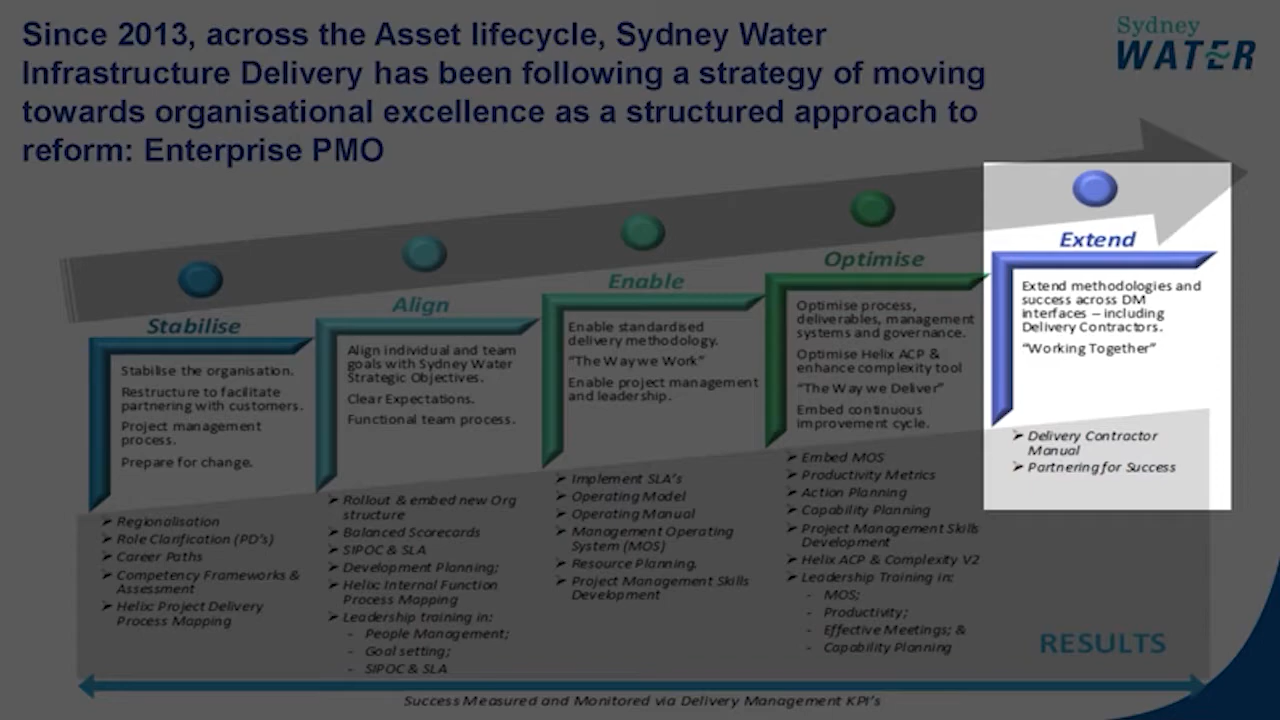 Since 2013, across the Asset lifecycle, Sydney Water
Infrastructure Delivery has been following a strategy of moving
towards organisational excellence as a structured approach to
reform: Enterprise PMO
Sydney
WATER
Stabilise
Stabilise the organisation.
Restructure to facilitate
partnering with customers.
Project management
process.
Prepare for change.
➢ Regionalisation
➢ Role Clarification (PD's)
➢ Career Paths
➢ Competency Frameworks &
Assessment
➢ Helix: Project Delivery
Process Mapping
Align
Align individual and team
goals with Sydney Water
Strategic Objectives.
Clear Expectations.
Functional team process.
➢ Rollout & embed new Org
structure
➢ Balanced Scorecards
➢ SIPOC & SLA
➢ Development Planning;
➢ Helix: Internal Function
Process Mapping
➢ Leadership training in:
- People Management;
- Goal setting;
- SIPOC & SLA
Enable
Enable standardised
delivery methodology.
“The Way we Work”
Enable project management
and leadership.
➢ Implement SLA's
➢ Operating Model
➢ Operating Manual
➢ Management Operating
System (MOS)
➢ Resource Planning.
➢ Project Management Skills
Development
Optimise
Optimise process,
deliverables, management
systems and governance.
Optimise Helix ACP &
enhance complexity tool
“The Way we Deliver”
Embed continuous
improvement cycle.
➢ Embed MOS
➢ Productivity Metrics
➢ Action Planning
➢ Capability Planning
➢ Project Management Skills
Development
➢ Helix ACP & Complexity V2
➢ Leadership Training in:
- MOS;
- Productivity;
- Effective Meetings; &
- Capability Planning
Extend
Extend methodologies and
success across DM
interfaces – including
Delivery Contractors.
“Working Together”
➢ Delivery Contractor
Manual
➢ Partnering for Success
RESULTS
Success Measured and Monitored via Delivery Management KPI's